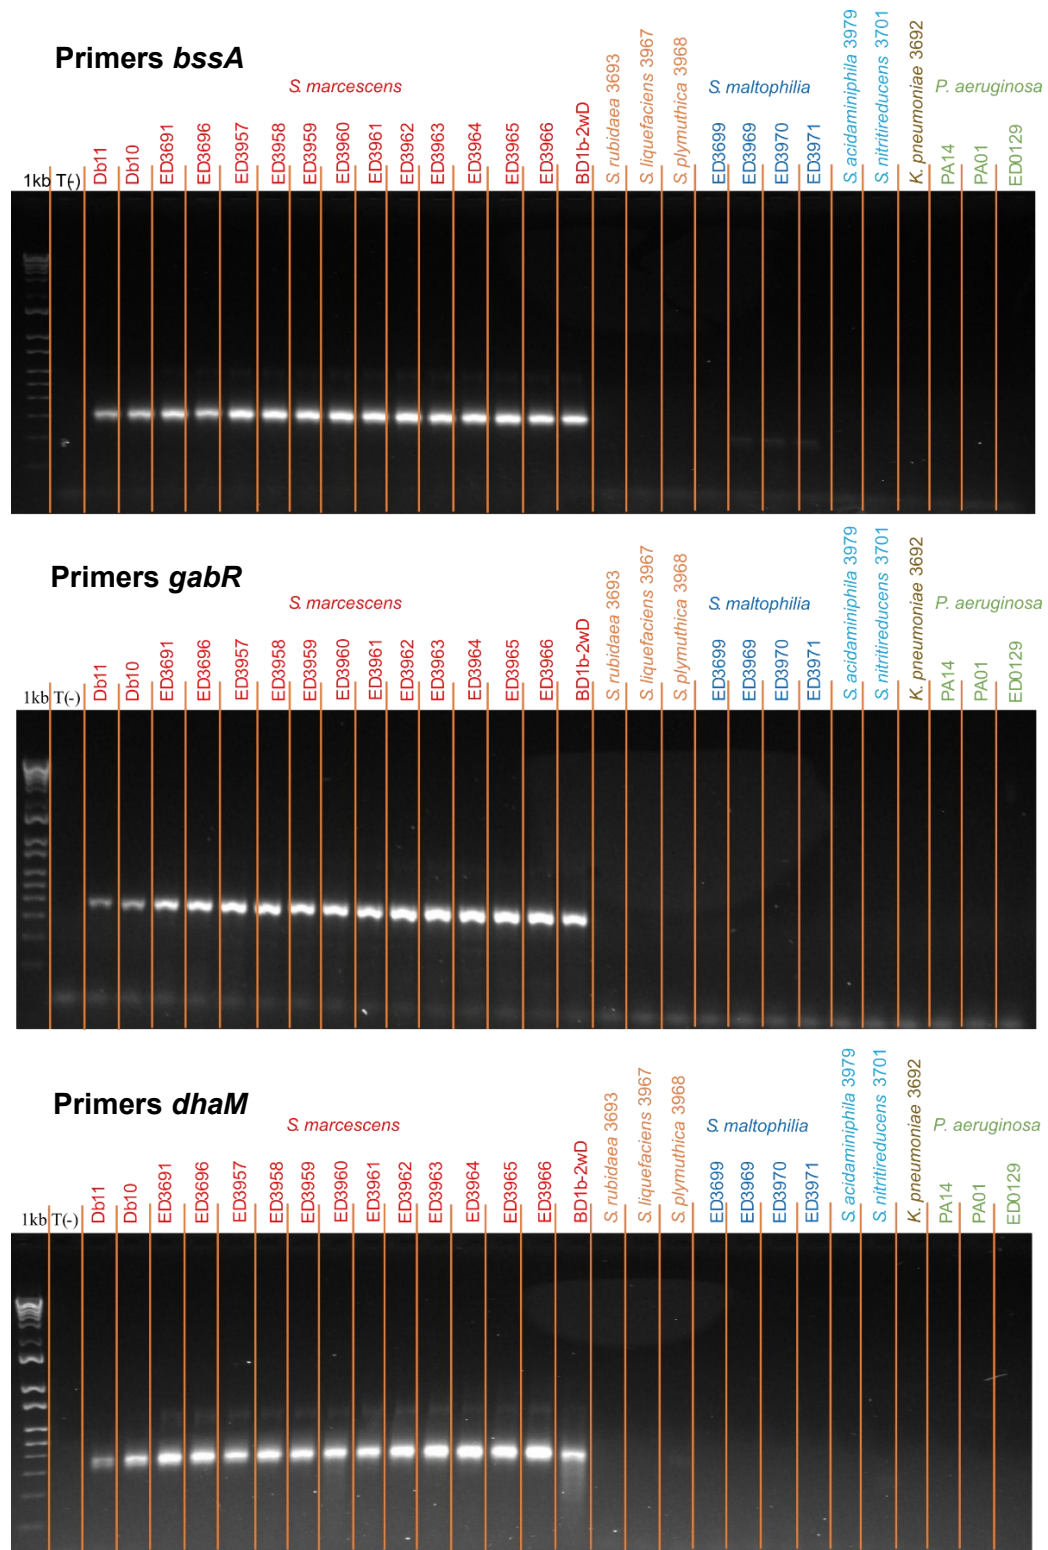 Primers bssA
S. marcescens
S. maltophilia
P. aeruginosa
1kb T(-) Db11 Db10 ED3691 ED3696 ED3957 ED3958 ED3959 ED3960 ED3961 ED3962 ED3963 ED3964 ED3965 ED3966 BD1b-2wD S. rubidaea 3693 S. liquefaciens 3967 S. plymuthica 3968 ED3699 ED3969 ED3970 ED3971 S. acidaminiphila 3979 S. nitritireducens 3701 K. pneumoniae 3692 PA14 PA01 ED0129
Primers gabR
S. marcescens
S. maltophilia
P. aeruginosa
1kb T(-) Db11 Db10 ED3691 ED3696 ED3957 ED3958 ED3959 ED3960 ED3961 ED3962 ED3963 ED3964 ED3965 ED3966 BD1b-2wD S. rubidaea 3693 S. liquefaciens 3967 S. plymuthica 3968 ED3699 ED3969 ED3970 ED3971 S. acidaminiphila 3979 S. nitritireducens 3701 K. pneumoniae 3692 PA14 PA01 ED0129
Primers dhaM
S. marcescens
S. maltophilia
P. aeruginosa
1kb T(-) Db11 Db10 ED3691 ED3696 ED3957 ED3958 ED3959 ED3960 ED3961 ED3962 ED3963 ED3964 ED3965 ED3966 BD1b-2wD S. rubidaea 3693 S. liquefaciens 3967 S. plymuthica 3968 ED3699 ED3969 ED3970 ED3971 S. acidaminiphila 3979 S. nitritireducens 3701 K. pneumoniae 3692 PA14 PA01 ED0129